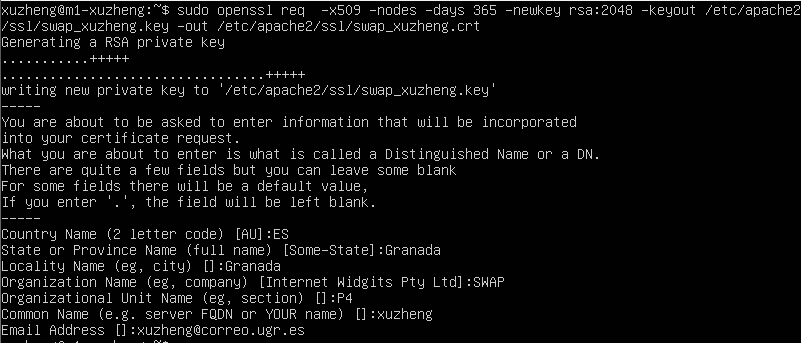 xuzheng@m1-xuzheng:~$ sudo openssl req  -x509 -nodes -days 365 -newkey rsa:2048 -keyout /etc/apache2
/ssl/swap_xuzheng.key -out /etc/apache2/ssl/swap_xuzheng.crt
Generating a RSA private key
...........+++++
.................................+++++
writing new private key to '/etc/apache2/ssl/swap_xuzheng.key'
-----
You are about to be asked to enter information that will be incorporated
into your certificate request.
What you are about to enter is what is called a Distinguished Name or a DN.
There are quite a few fields but you can leave some blank
For some fields there will be a default value,
If you enter '.', the field will be left blank.
-----
Country Name (2 letter code) [AU]:ES
State or Province Name (full name) [Some-State]:Granada
Locality Name (eg, city) []:Granada
Organization Name (eg, company) [Internet Widgits Pty Ltd]:SWAP
Organizational Unit Name (eg, section) []:P4
Common Name (e.g. server FQDN or YOUR name) []:xuzheng
Email Address []:xuzheng@correo.ugr.es